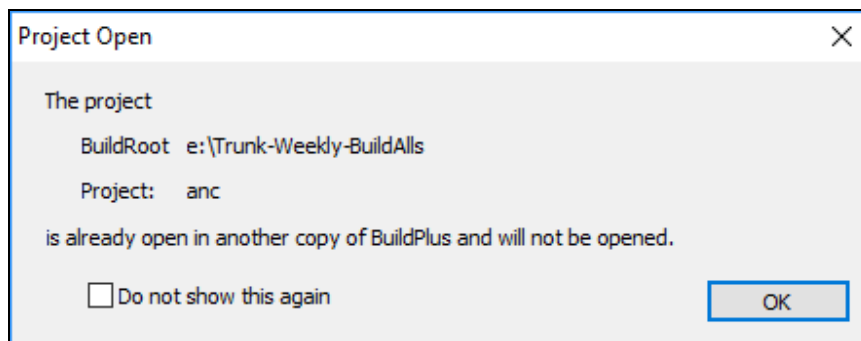 Project Open
The project
BuildRoot e:\Trunk-Weekly-BuildAlls
Project: anc
is already open in another copy of BuildPlus and will not be opened.
Do not show this again
OK